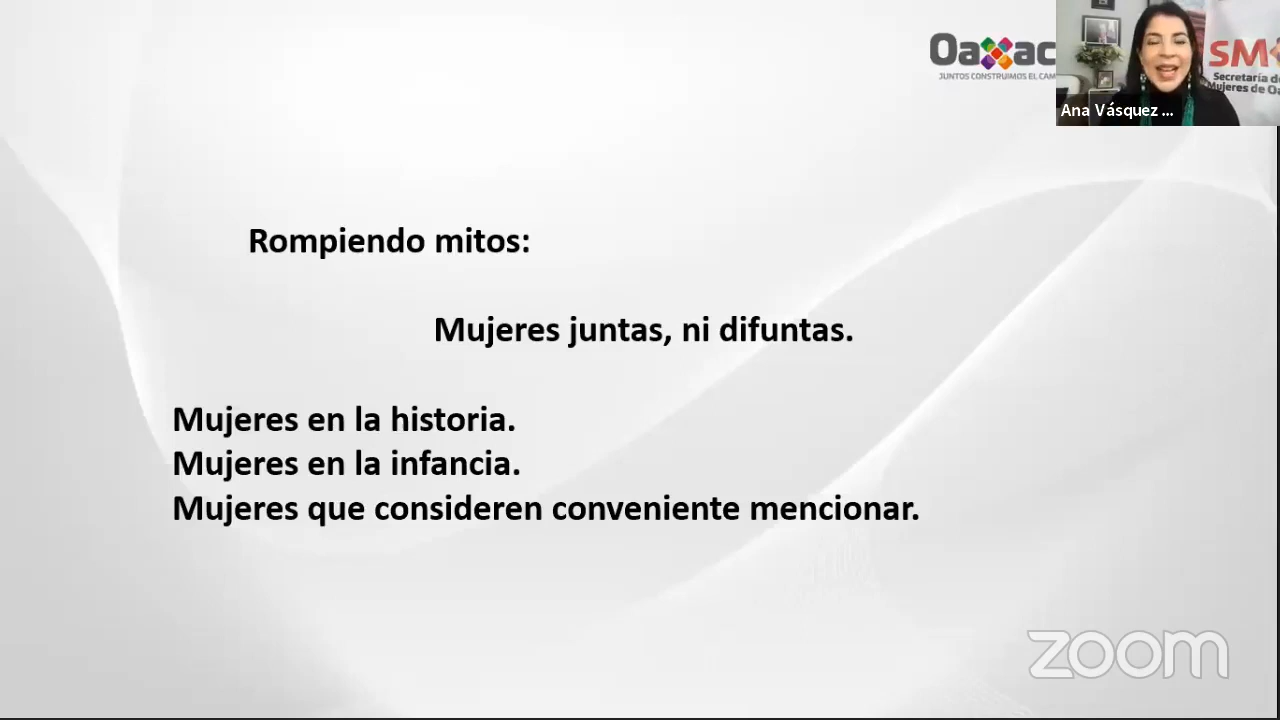 Oaxac
JUNTOS CONSTRUIMOS EL CAM
SM
Secretaría de
Mujeres de Oa
Ana Vásquez ...
Rompiendo mitos:
Mujeres juntas, ni difuntas.
Mujeres en la historia.
Mujeres en la infancia.
Mujeres que consideren conveniente mencionar.
zoom